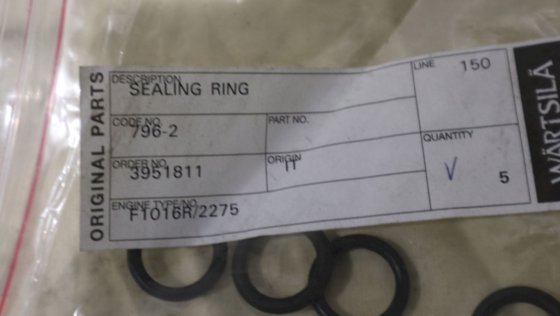 ORIGINAL PARTS
DESCRIPTION
SEALING RING
LINE 150
CODE NO.
796-2
PART NO.
ORDER NO.
3951811
ORIGIN
IT
QUANTITY
V 5
ENGINE TYPE/NO.
F1016R/2275
WÄRTSILÄ